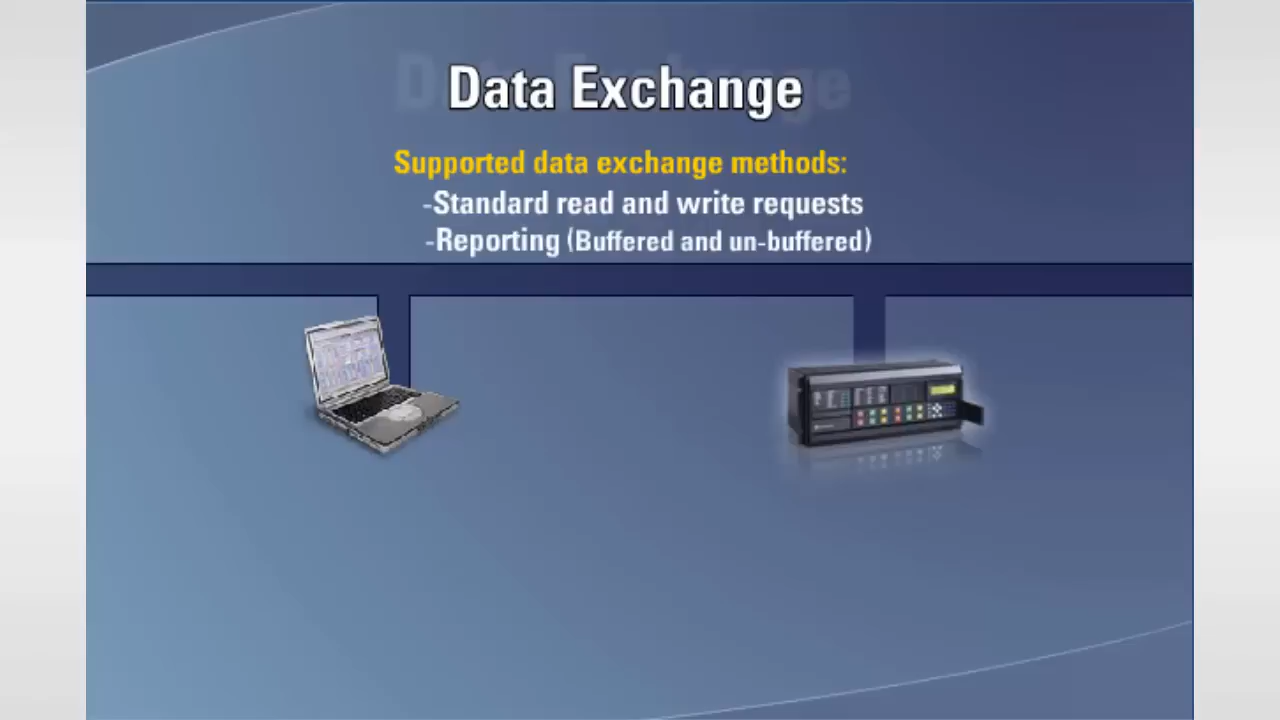 Data Exchange
Supported data exchange methods:
-Standard read and write requests
-Reporting (Buffered and un-buffered)